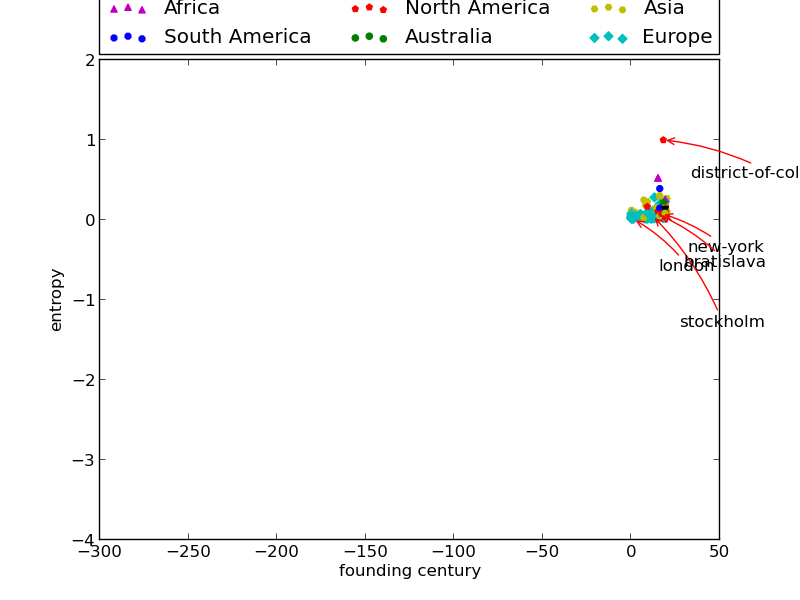 Africa North America Asia
South America Australia Europe
2
1
district-of-col
0
new-york
bratislava
london
−1
stockholm
entropy
−2
−3
−4
−300 −250 −200 −150 −100 −50 0 50
founding century